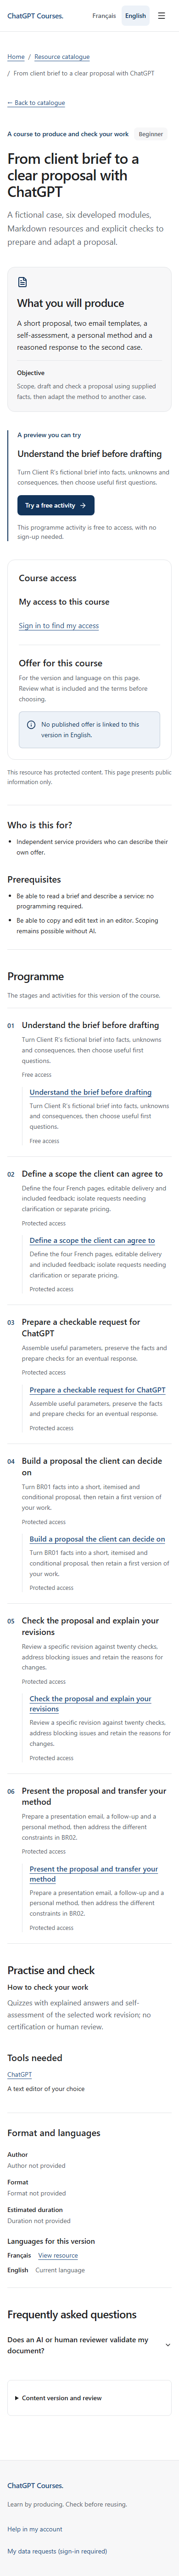 ChatGPT Courses.
Français
English
Home / Resource catalogue
/ From client brief to a clear proposal with ChatGPT
← Back to catalogue
A course to produce and check your work
Beginner
From client brief to a
clear proposal with
ChatGPT
A fictional case, six developed modules,
Markdown resources and explicit checks to
prepare and adapt a proposal.
What you will produce
A short proposal, two email templates, a
self-assessment, a personal method and a
reasoned response to the second case.
Objective
Scope, draft and check a proposal using supplied
facts, then adapt the method to another case.
A preview you can try
Understand the brief before drafting
Turn Client R's fictional brief into facts, unknowns and
consequences, then choose useful first questions.
Try a free activity →
This programme activity is free to access, with no
sign-up needed.
Course access
My access to this course
Sign in to find my access
Offer for this course
For the version and language on this page.
Review what is included and the terms before
choosing.
No published offer is linked to this
version in English.
This resource has protected content. This page presents public
information only.
Who is this for?
• Independent service providers who can describe their
own offer.
Prerequisites
• Be able to read a brief and describe a service; no
programming required.
• Be able to copy and edit text in an editor. Scoping
remains possible without AI.
Programme
The stages and activities for this version of the course.
01 Understand the brief before drafting
Turn Client R's fictional brief into facts, unknowns
and consequences, then choose useful first
questions.
Free access
Understand the brief before drafting
Turn Client R's fictional brief into facts, unknowns
and consequences, then choose useful first
questions.
Free access
02 Define a scope the client can agree to
Define the four French pages, editable delivery
and included feedback; isolate requests needing
clarification or separate pricing.
Protected access
Define a scope the client can agree to
Define the four French pages, editable delivery
and included feedback; isolate requests needing
clarification or separate pricing.
Protected access
03 Prepare a checkable request for
ChatGPT
Assemble useful parameters, preserve the facts and
prepare checks for an eventual response.
Protected access
Prepare a checkable request for ChatGPT
Assemble useful parameters, preserve the facts
and prepare checks for an eventual response.
Protected access
04 Build a proposal the client can decide
on
Turn BR01 facts into a short, itemised and
conditional proposal, then retain a first version of
your work.
Protected access
Build a proposal the client can decide on
Turn BR01 facts into a short, itemised and
conditional proposal, then retain a first version of
your work.
Protected access
05 Check the proposal and explain your
revisions
Review a specific revision against twenty checks,
address blocking issues and retain the reasons for
changes.
Protected access
Check the proposal and explain your
revisions
Review a specific revision against twenty checks,
address blocking issues and retain the reasons for
changes.
Protected access
06 Present the proposal and transfer your
method
Prepare a presentation email, a follow-up and a
personal method, then address the different
constraints in BR02.
Protected access
Present the proposal and transfer your
method
Prepare a presentation email, a follow-up and a
personal method, then address the different
constraints in BR02.
Protected access
Practise and check
How to check your work
Quizzes with explained answers and self-
assessment of the selected work revision; no
certification or human review.
Tools needed
ChatGPT
A text editor of your choice
Format and languages
Author
Author not provided
Format
Format not provided
Estimated duration
Duration not provided
Languages for this version
Français View resource
English Current language
Frequently asked questions
Does an AI or human reviewer validate my
document?
Content version and review
ChatGPT Courses.
Learn by producing. Check before reusing.
Help in my account
My data requests (sign-in required)